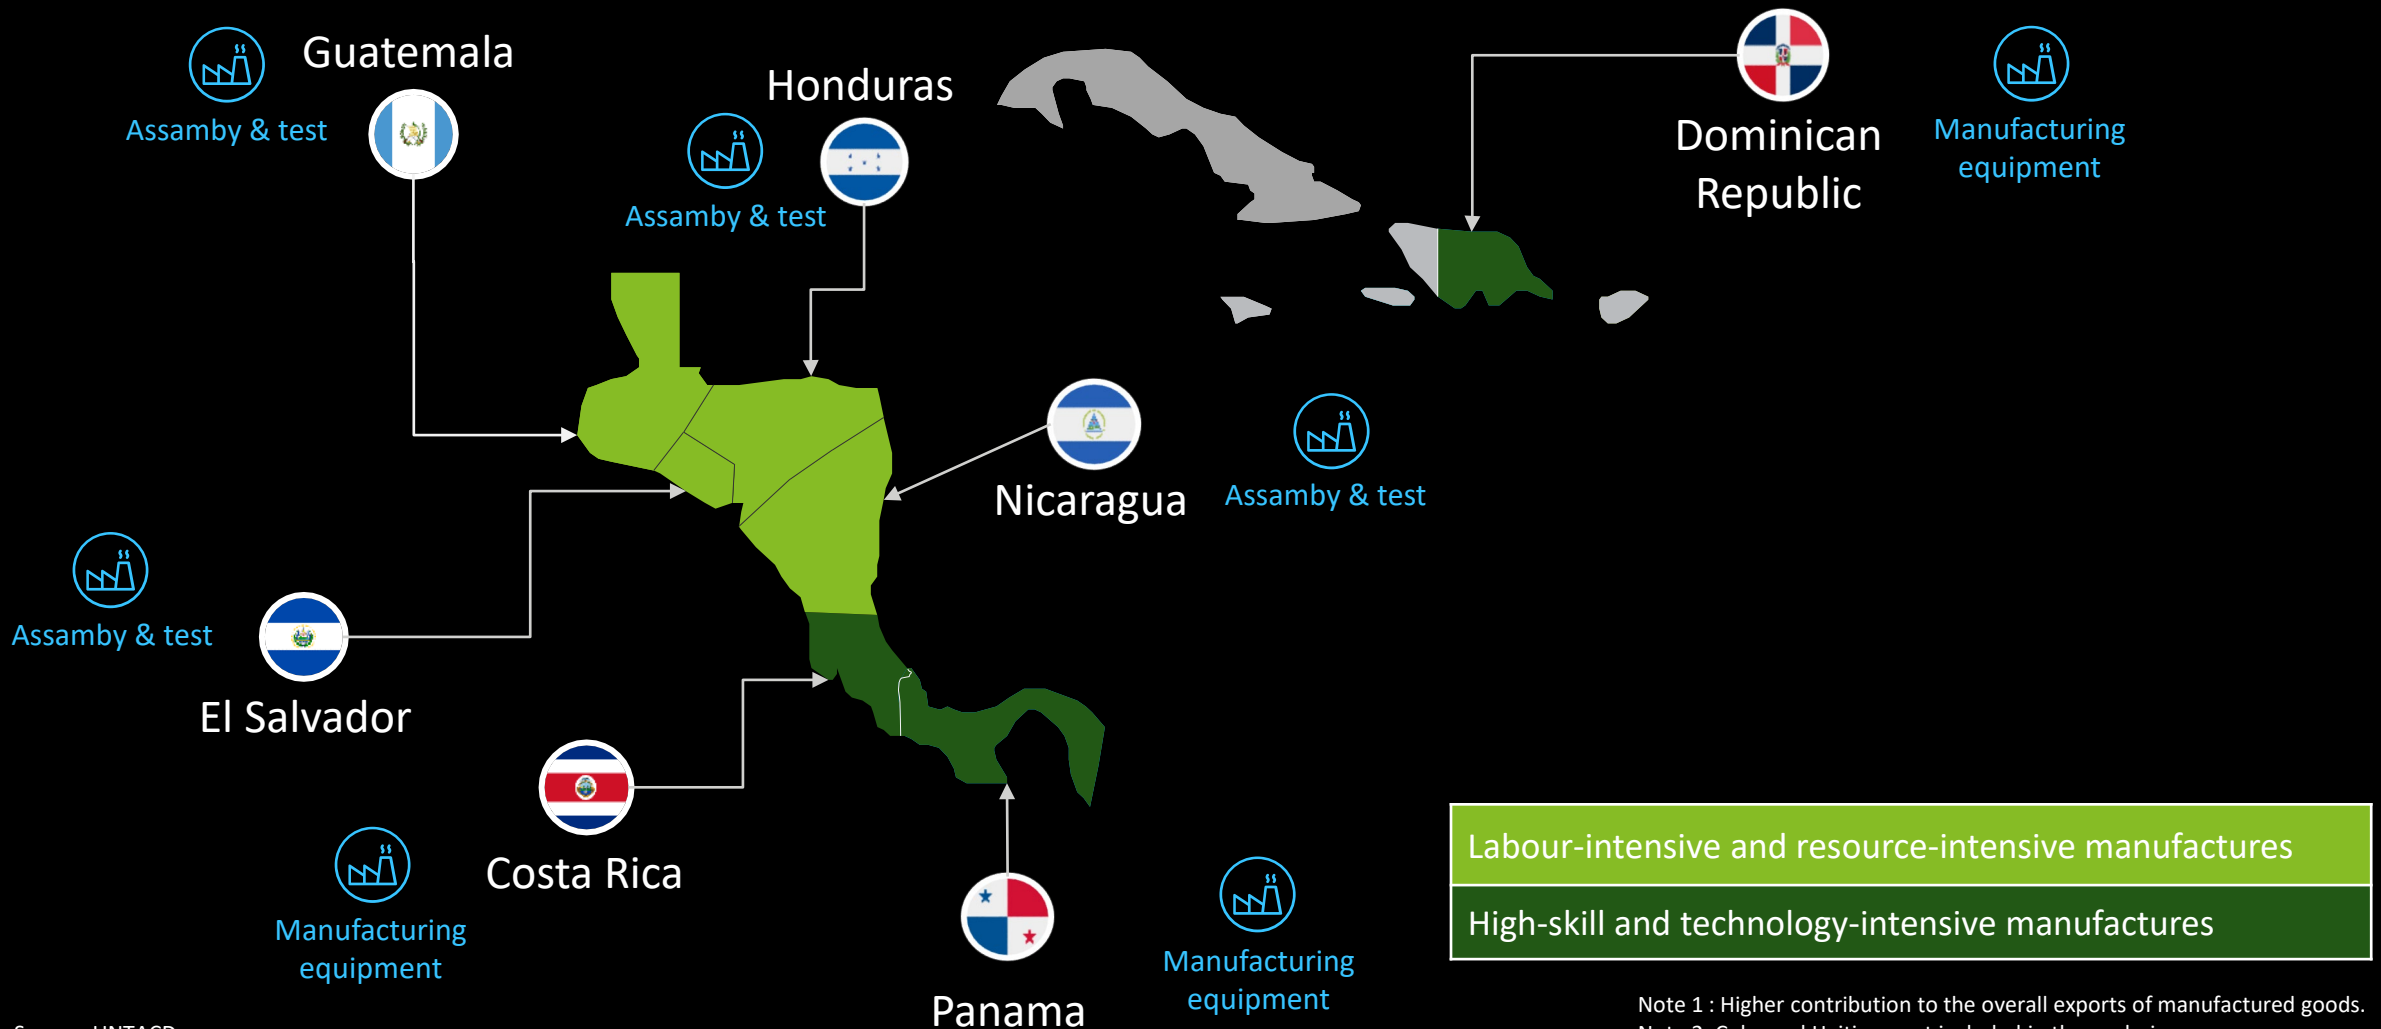 Guatemala
Assamby & test
Honduras
Assamby & test
Dominican
Republic
Manufacturing
equipment
Nicaragua
Assamby & test
Assamby & test
El Salvador
Costa Rica
Manufacturing
equipment
Panama
Manufacturing
equipment
Labour-intensive and resource-intensive manufactures
High-skill and technology-intensive manufactures
Note 1 : Higher contribution to the overall exports of manufactured goods.